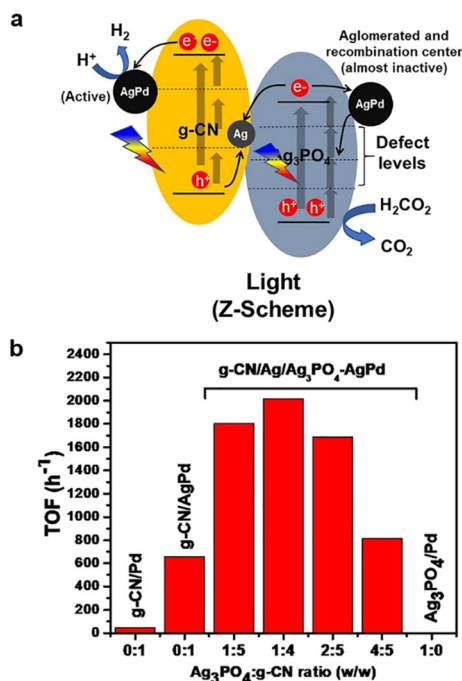 a
H₂
H⁺
e⁻ e⁻
AgPd
(Active)
g-CN
Ag
h⁺
Aglomerated and
recombination center
(almost inactive)
e⁻
AgPd
Ag₃PO₄
Defect
levels
h⁺ h⁺
H₂CO₂
CO₂
Light
(Z-Scheme)
b
g-CN/Ag/Ag₃PO₄-AgPd
TOF (h⁻¹)
2400
2200
2000
1800
1600
1400
1200
1000
800
600
400
200
0
g-CN/Pd
g-CN/AgPd
Ag₃PO₄/Pd
0:1 0:1 1:5 1:4 2:5 4:5 1:0
Ag₃PO₄:g-CN ratio (w/w)